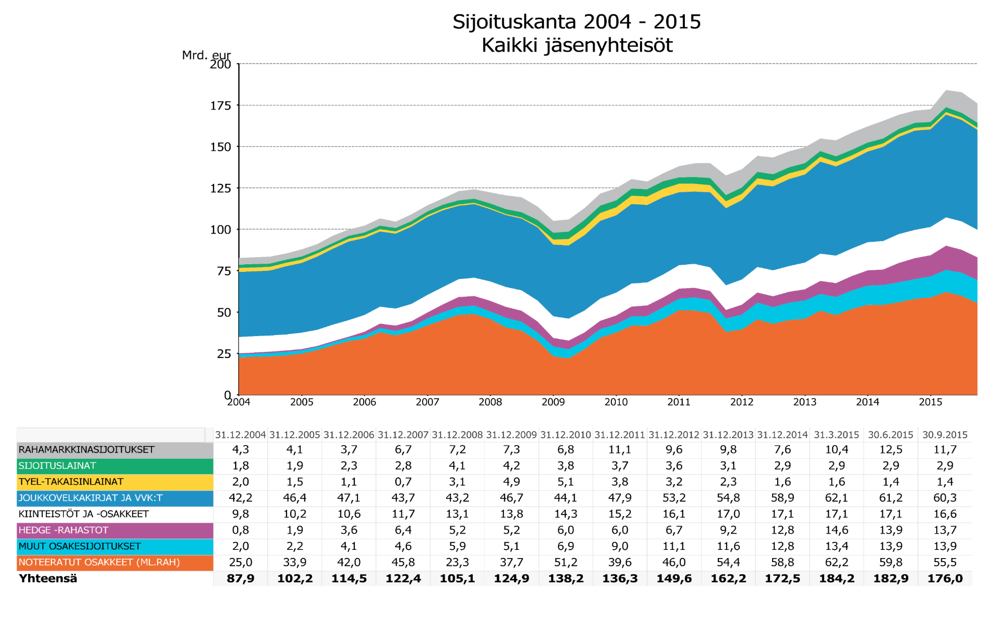 Sijoituskanta 2004 - 2015
Kaikki jäsenyhteisöt
Mrd. eur
200
175
150
125
100
75
50
25
0
2004 2005 2006 2007 2008 2009 2010 2011 2012 2013 2014 2015
31.12.2004 31.12.2005 31.12.2006 31.12.2007 31.12.2008 31.12.2009 31.12.2010 31.12.2011 31.12.2012 31.12.2013 31.12.2014 31.3.2015 30.6.2015 30.9.2015
RAHAMARKKINASIJOITUKSET 4,3 4,1 3,7 6,7 7,2 7,3 6,8 11,1 9,6 9,8 7,6 10,4 12,5 11,7
SIJOITUSLAINAT 1,8 1,9 2,3 2,8 4,1 4,2 3,8 3,7 3,6 3,1 2,9 2,9 2,9 2,9
TYEL-TAKAISINLAINAT 2,0 1,5 1,1 0,7 3,1 4,9 5,1 3,8 3,2 2,3 1,6 1,6 1,4 1,4
JOUKKOVELKAKIRJAT JA VVK:T 42,2 46,4 47,1 43,7 43,2 46,7 44,1 47,9 53,2 54,8 58,9 62,1 61,2 60,3
KIINTEISTÖT JA -OSAKKEET 9,8 10,2 10,6 11,7 13,1 13,8 14,3 15,2 16,1 17,0 17,1 17,1 17,1 16,6
HEDGE -RAHASTOT 0,8 1,9 3,6 6,4 5,2 5,2 6,0 6,0 6,7 9,2 12,8 14,6 13,9 13,7
MUUT OSAKESIJOITUKSET 2,0 2,2 4,1 4,6 5,9 5,1 6,9 9,0 11,1 11,6 12,8 13,4 13,9 13,9
NOTEERATUT OSAKKEET (ML.RAH) 25,0 33,9 42,0 45,8 23,3 37,7 51,2 39,6 46,0 54,4 58,8 62,2 59,8 55,5
Yhteensä 87,9 102,2 114,5 122,4 105,1 124,9 138,2 136,3 149,6 162,2 172,5 184,2 182,9 176,0